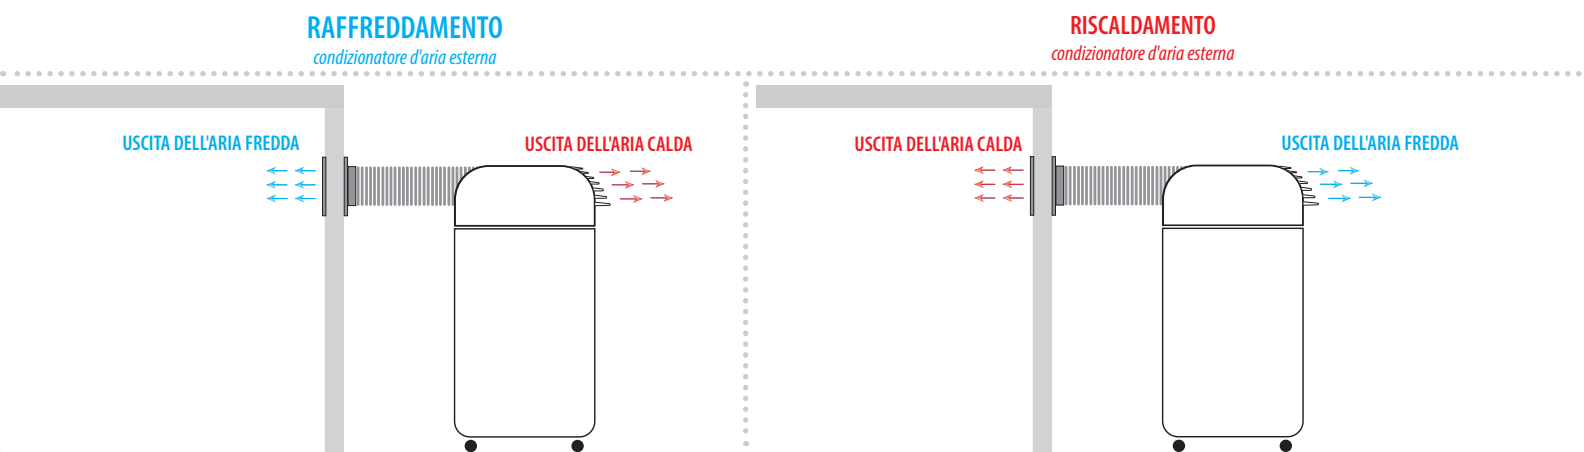 RAFFREDDAMENTO
condizionatore d'aria esterna
USCITA DELL'ARIA FREDDA
USCITA DELL'ARIA CALDA
RISCALDAMENTO
condizionatore d'aria esterna
USCITA DELL'ARIA CALDA
USCITA DELL'ARIA FREDDA